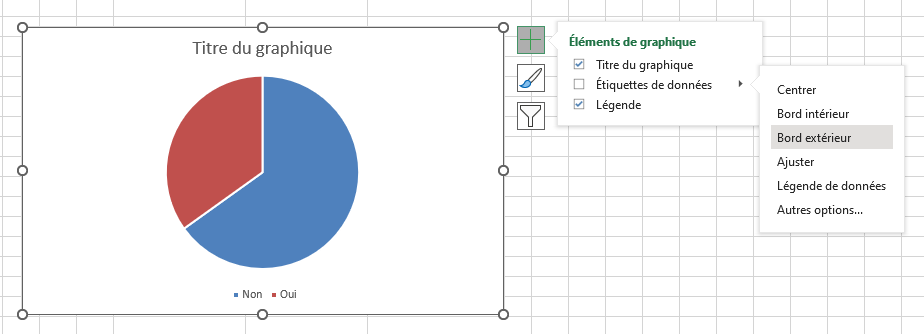 Titre du graphique
Non
Oui
Éléments de graphique
Titre du graphique
Étiquettes de données
Légende
Centrer
Bord intérieur
Bord extérieur
Ajuster
Légende de données
Autres options...